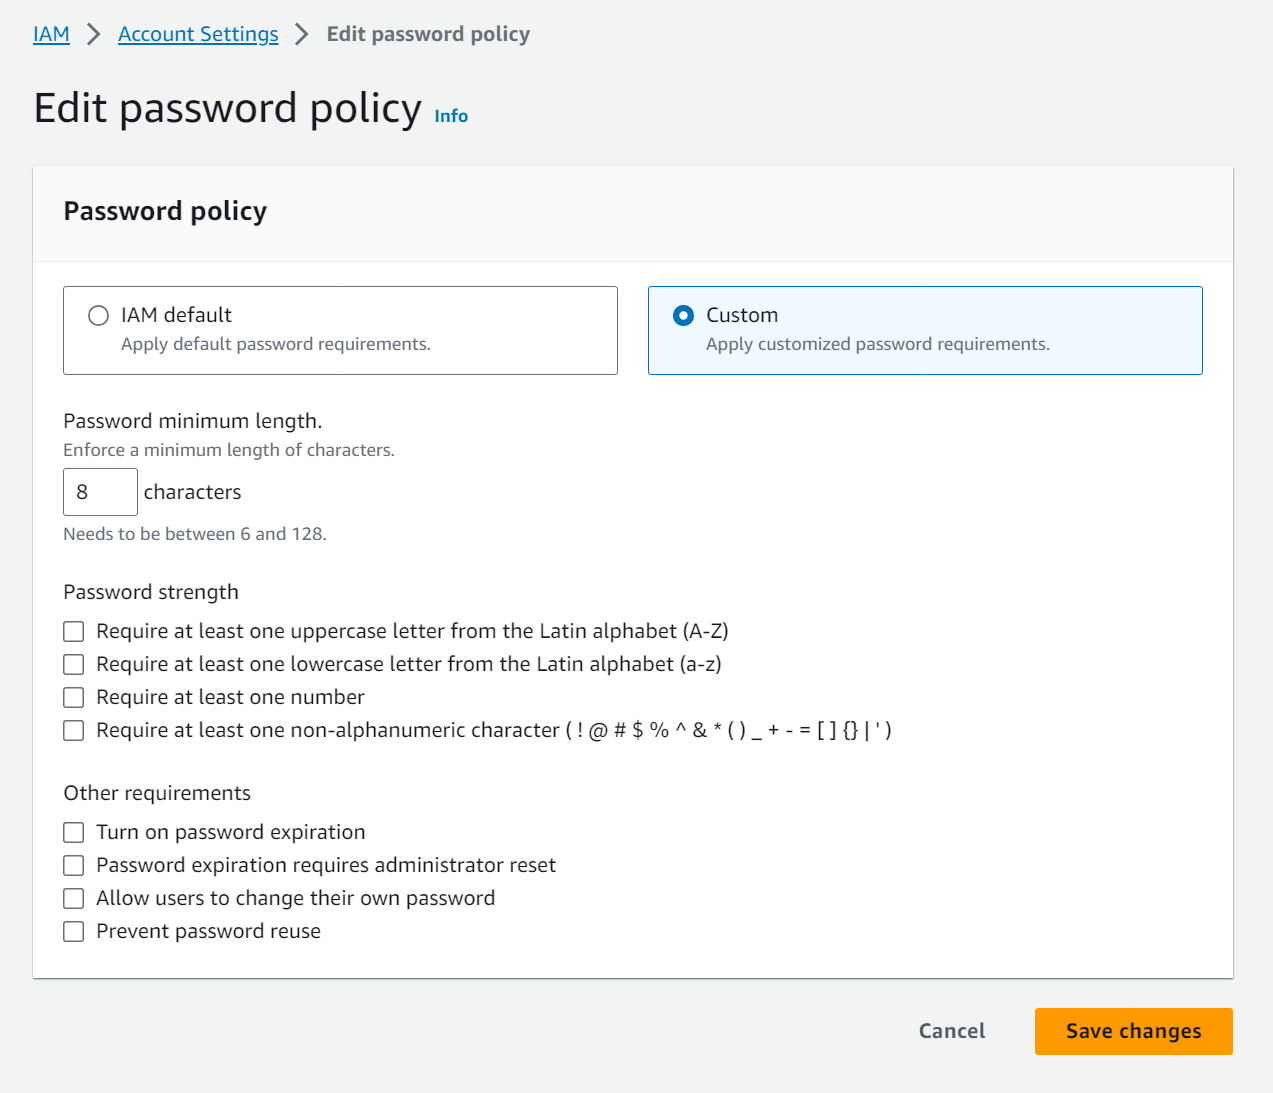 IAM > Account Settings > Edit password policy
Edit password policy Info
Password policy
IAM default
Apply default password requirements.
Custom
Apply customized password requirements.
Password minimum length.
Enforce a minimum length of characters.
8 characters
Needs to be between 6 and 128.
Password strength
Require at least one uppercase letter from the Latin alphabet (A-Z)
Require at least one lowercase letter from the Latin alphabet (a-z)
Require at least one number
Require at least one non-alphanumeric character ( ! @ # $ % ^ & * ( ) _ + - = [ ] {} | ' )
Other requirements
Turn on password expiration
Password expiration requires administrator reset
Allow users to change their own password
Prevent password reuse
Cancel Save changes